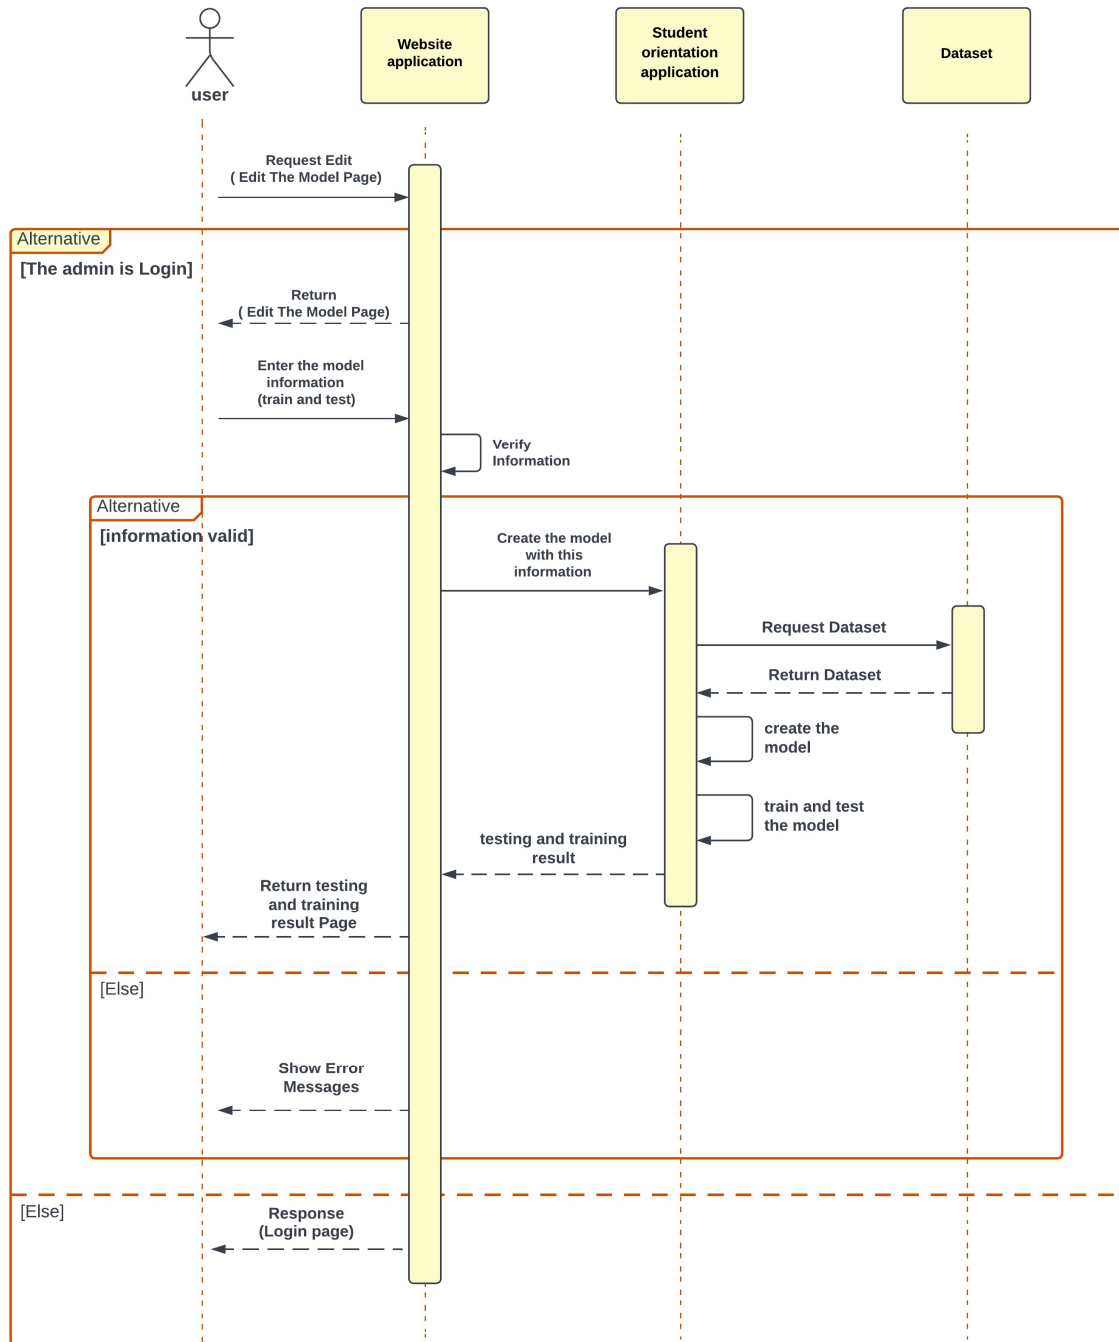 user
Website
application
Student
orientation
application
Dataset
Request Edit
( Edit The Model Page)
Alternative
[The admin is Login]
Return
( Edit The Model Page)
Enter the model
information
(train and test)
Verify
Information
Alternative
[information valid]
Create the model
with this
information
Request Dataset
Return Dataset
create the
model
train and test
the model
testing and training
result
Return testing
and training
result Page
[Else]
Show Error
Messages
[Else]
Response
(Login page)